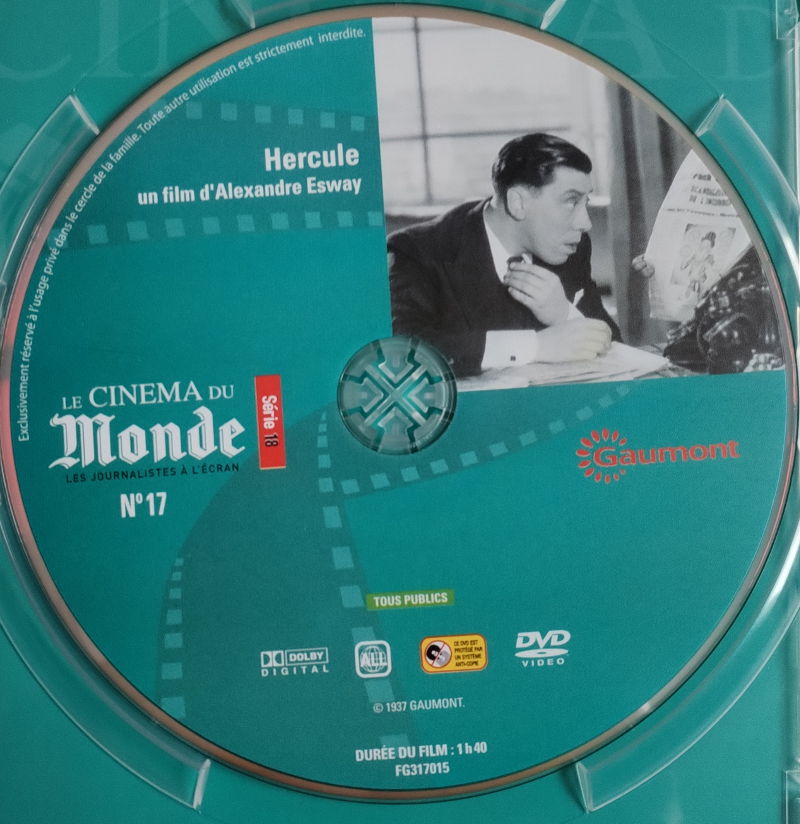 Exclusivement réservé à l'usage privé dans le cercle de la famille. Toute autre utilisation est strictement interdite.
Hercule
un film d'Alexandre Esway
LE CINEMA DU
Monde
LES JOURNALISTES À L'ÉCRAN
N° 17
Série 18
Gaumont
TOUS PUBLICS
DOLBY
DIGITAL
ALL
CE DVD EST
PROTÉGÉ PAR
UN SYSTÈME
ANTI-COPIE
DVD
VIDEO
© 1937 GAUMONT.
DURÉE DU FILM : 1 h 40
FG317015